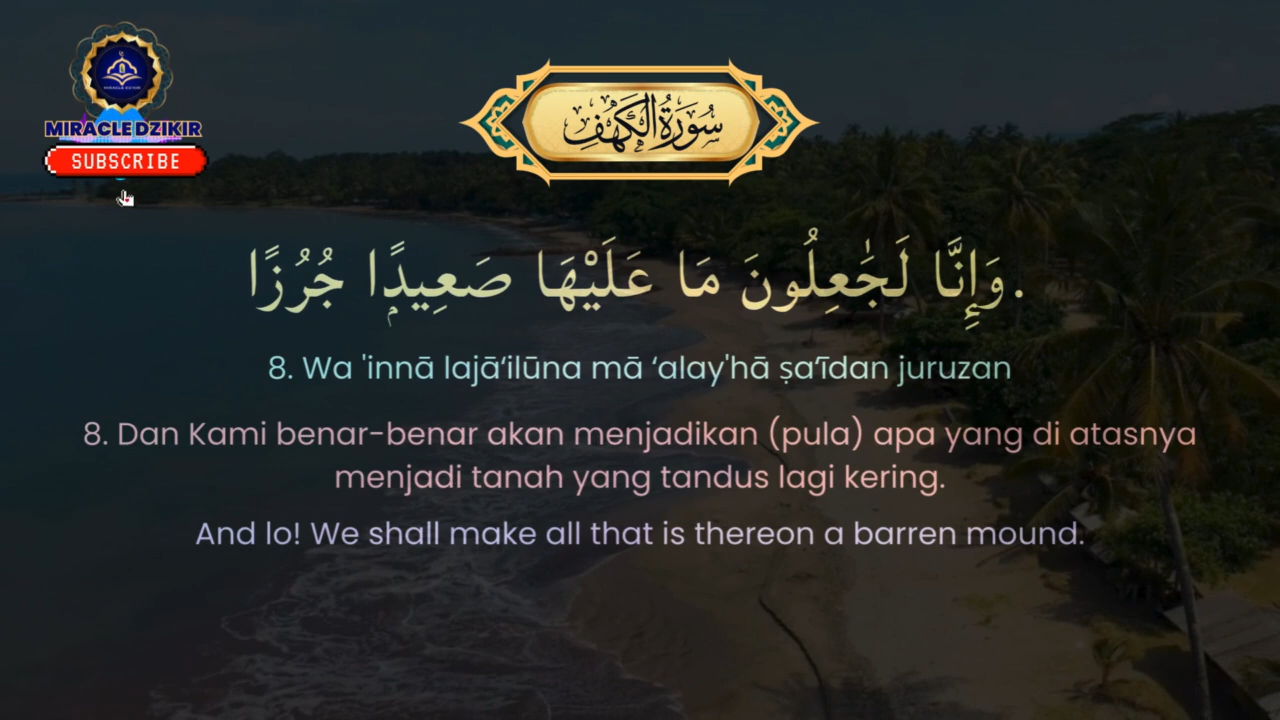 MIRACLE DZIKIR
SUBSCRIBE
سُورَةُ الْكَهْفِ
وَإِنَّا لَجَٰعِلُونَ مَا عَلَيْهَا صَعِيدًۭا جُرُزًا.
8. Wa 'innā lajā‘ilūna mā ‘alay'hā ṣa‘īdan juruzan
8. Dan Kami benar-benar akan menjadikan (pula) apa yang di atasnya
menjadi tanah yang tandus lagi kering.
And lo! We shall make all that is thereon a barren mound.